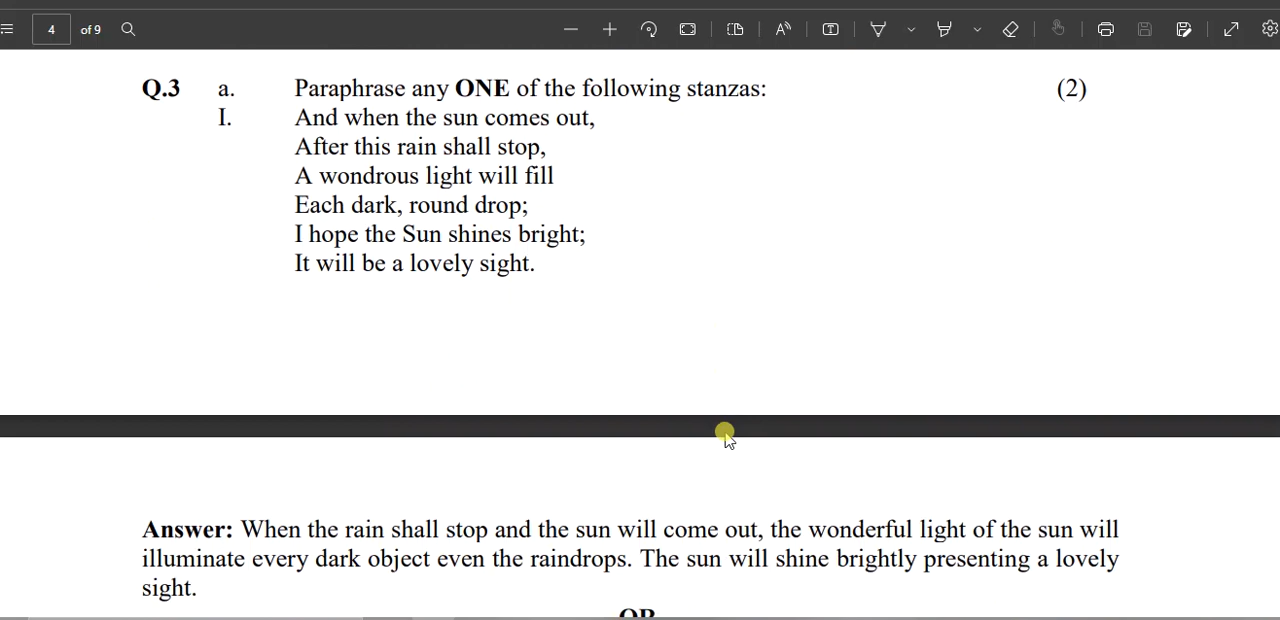 4 of 9
Q.3 a. Paraphrase any ONE of the following stanzas: (2)
I. And when the sun comes out,
After this rain shall stop,
A wondrous light will fill
Each dark, round drop;
I hope the Sun shines bright;
It will be a lovely sight.
Answer: When the rain shall stop and the sun will come out, the wonderful light of the sun will
illuminate every dark object even the raindrops. The sun will shine brightly presenting a lovely
sight.
OR